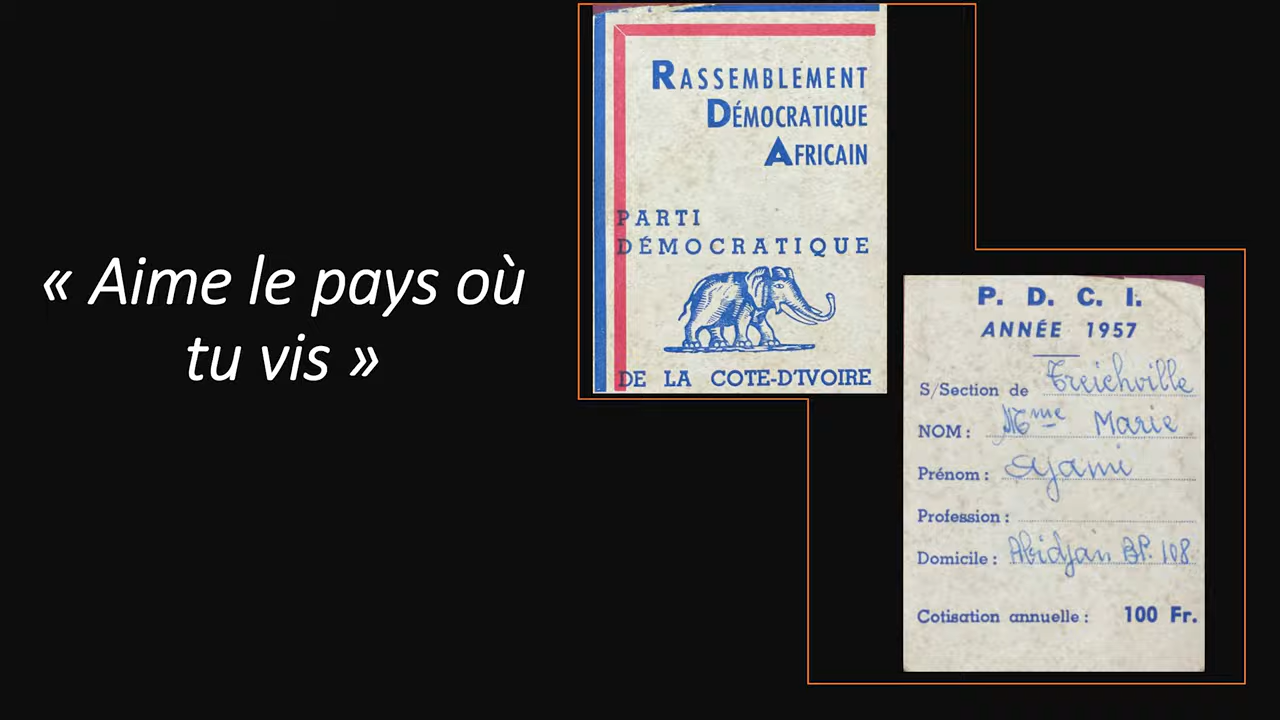 « Aime le pays où
tu vis »
RASSEMBLEMENT
DÉMOCRATIQUE
AFRICAIN
PARTI
DÉMOCRATIQUE
DE LA COTE-D'IVOIRE
P. D. C. I.
ANNÉE 1957
S/Section de Treichville
NOM : Mme Marie
Prénom : Ajami
Profession :
Domicile : Abidjan BP. 108
Cotisation annuelle : 100 Fr.